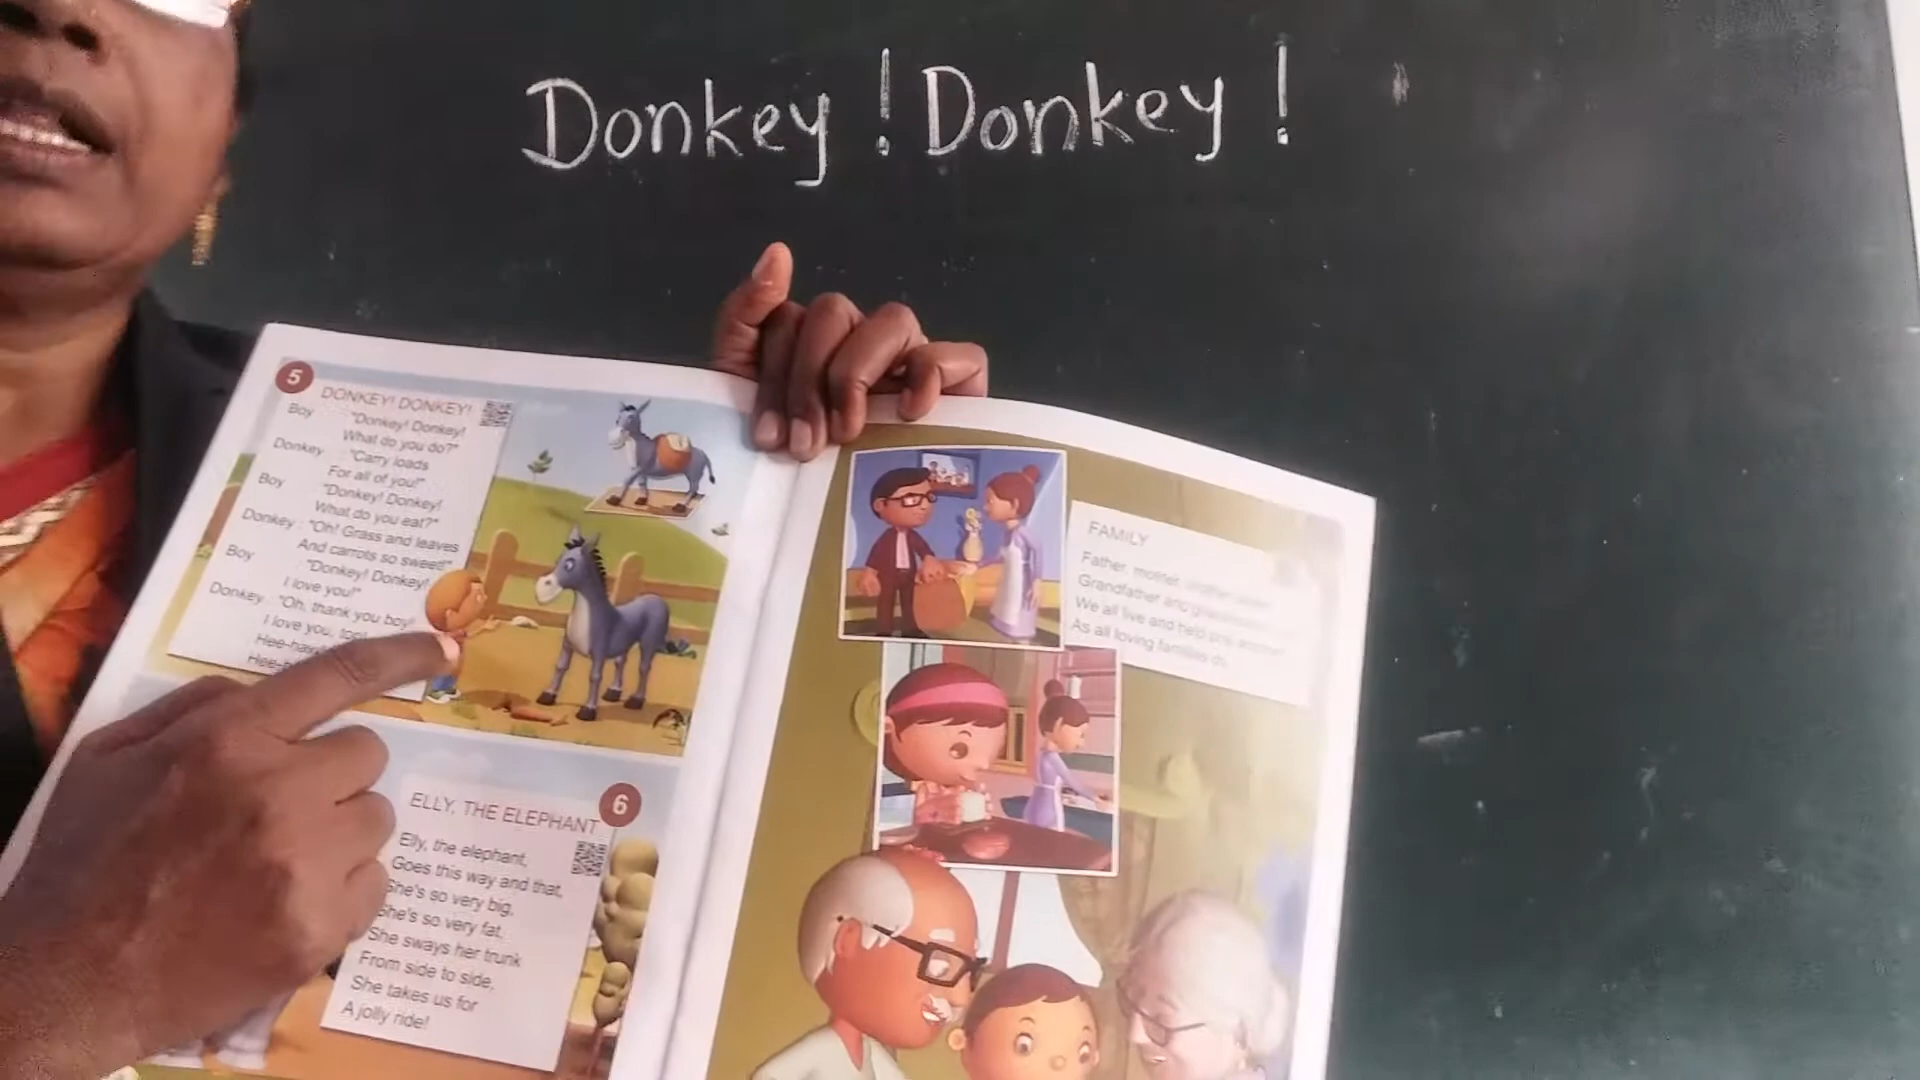 Donkey! Donkey!
5
DONKEY! DONKEY!
Boy "Donkey! Donkey!
What do you do?"
Donkey : "Carry loads
For all of you!"
Boy "Donkey! Donkey!
What do you eat?"
Donkey : "Oh! Grass and leaves
And carrots so sweet!"
Boy "Donkey! Donkey!
I love you!"
Donkey : "Oh, thank you boy!
I love you, too!
Hee-haw
6
ELLY, THE ELEPHANT
Elly, the elephant,
Goes this way and that,
She's so very big,
She's so very fat.
She sways her trunk
From side to side,
She takes us for
A jolly ride!
FAMILY
Father, mother,
Grandfather and
We all live and help one another
As all loving families do.